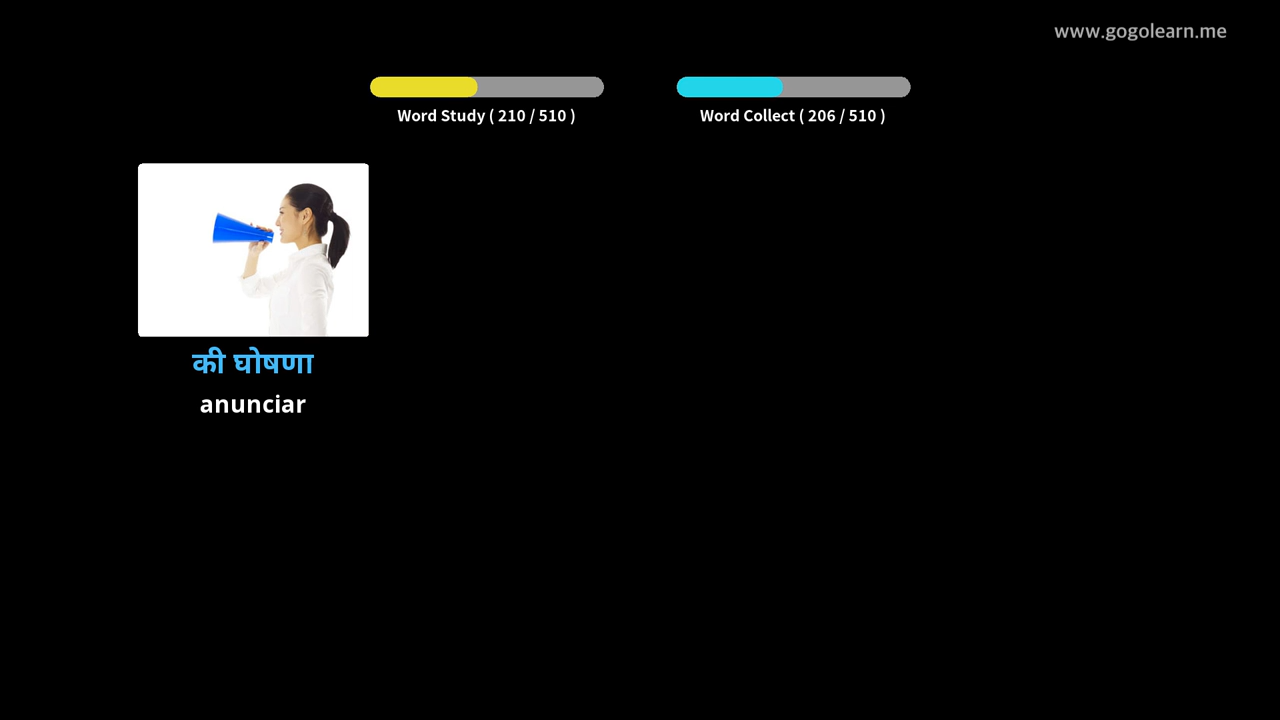 www.gogolearn.me
Word Study ( 210 / 510 )
Word Collect ( 206 / 510 )
की घोषणा
anunciar